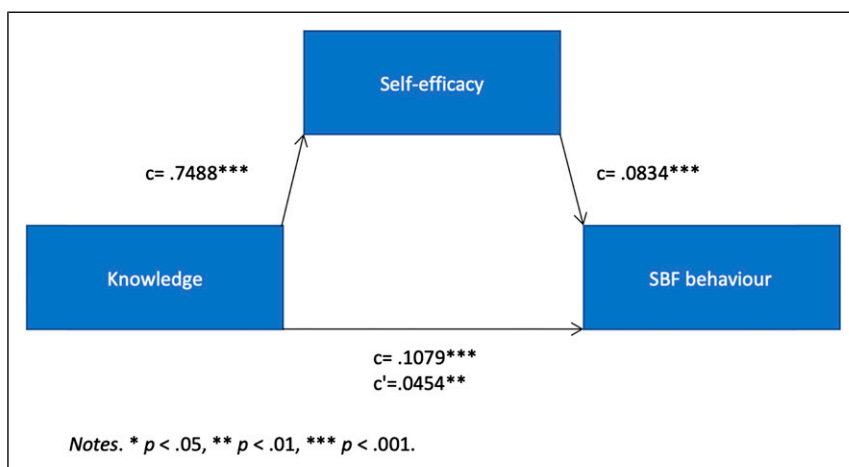 Self-efficacy
c= .7488***
c= .0834***
Knowledge
SBF behaviour
c= .1079***
c'=.0454**
Notes. * p < .05, ** p < .01, *** p < .001.